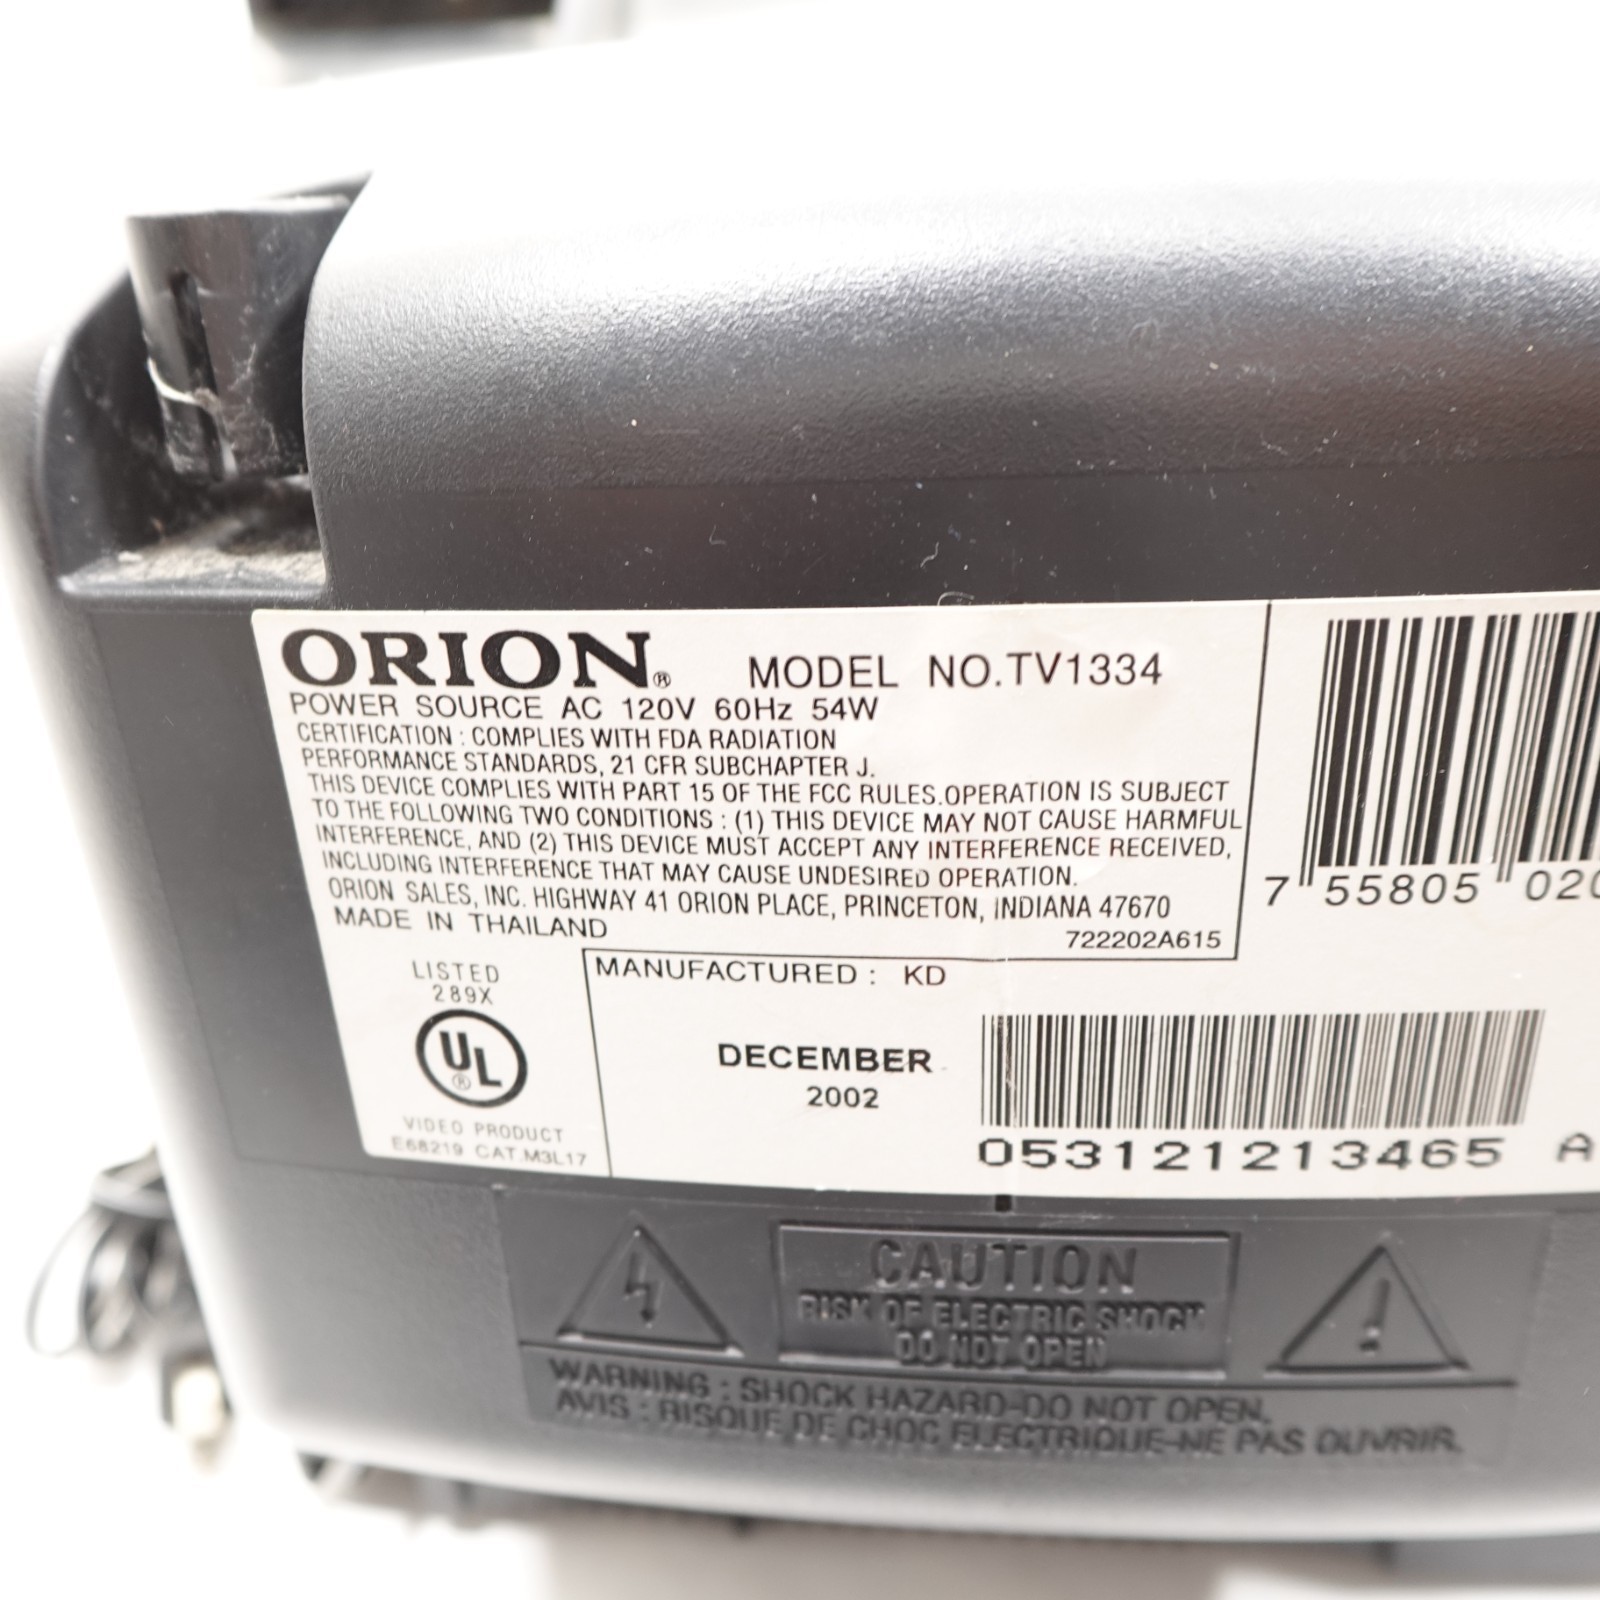 ORION® MODEL NO.TV1334
POWER SOURCE AC 120V 60Hz 54W
CERTIFICATION : COMPLIES WITH FDA RADIATION
PERFORMANCE STANDARDS, 21 CFR SUBCHAPTER J.
THIS DEVICE COMPLIES WITH PART 15 OF THE FCC RULES.OPERATION IS SUBJECT
TO THE FOLLOWING TWO CONDITIONS : (1) THIS DEVICE MAY NOT CAUSE HARMFUL
INTERFERENCE, AND (2) THIS DEVICE MUST ACCEPT ANY INTERFERENCE RECEIVED,
INCLUDING INTERFERENCE THAT MAY CAUSE UNDESIRED OPERATION.
ORION SALES, INC. HIGHWAY 41 ORION PLACE, PRINCETON, INDIANA 47670
MADE IN THAILAND
722202A615
7 55805 020
LISTED
289X
UL®
VIDEO PRODUCT
E68219 CAT.M3L17
MANUFACTURED : KD
DECEMBER
2002
053121213465 A
CAUTION
RISK OF ELECTRIC SHOCK
DO NOT OPEN
WARNING : SHOCK HAZARD-DO NOT OPEN.
AVIS : RISQUE DE CHOC ELECTRIQUE-NE PAS OUVRIR.